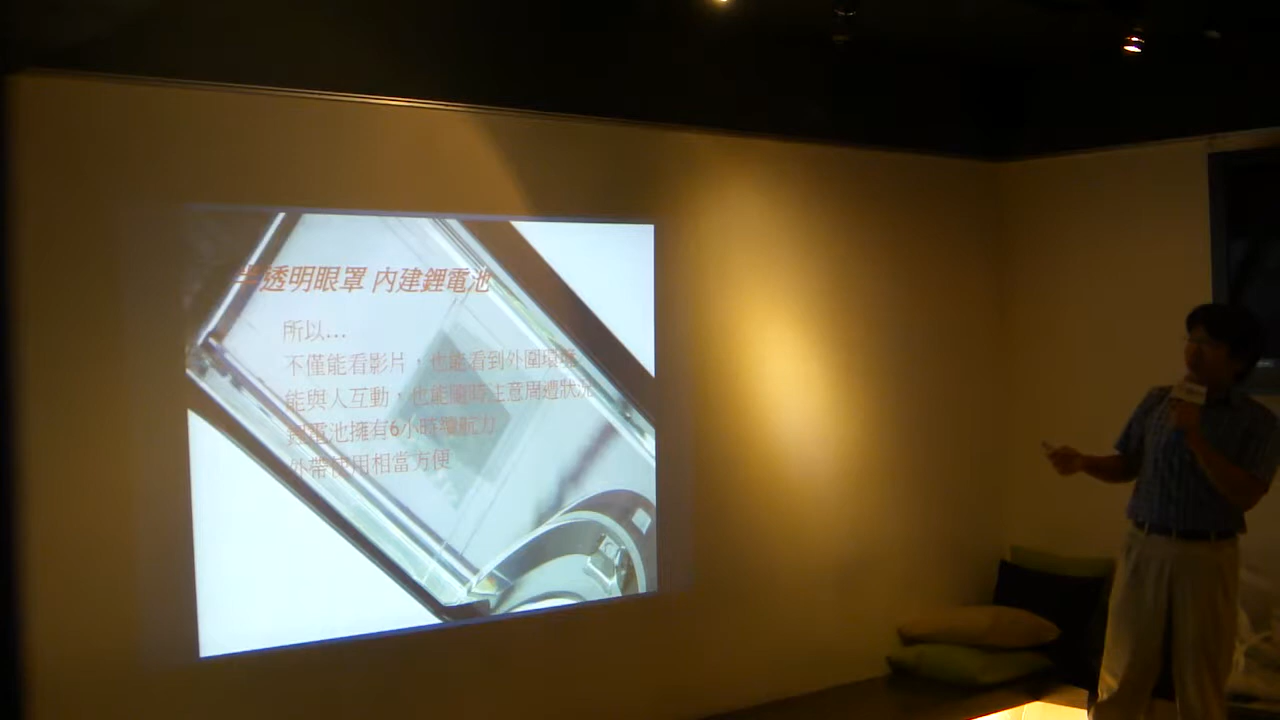 半透明眼罩 內建鋰電池
所以...
不僅能看影片，也能看到外圍環境
能與人互動，也能隨時注意周遭狀況
鋰電池擁有6小時續航力
外帶使用相當方便